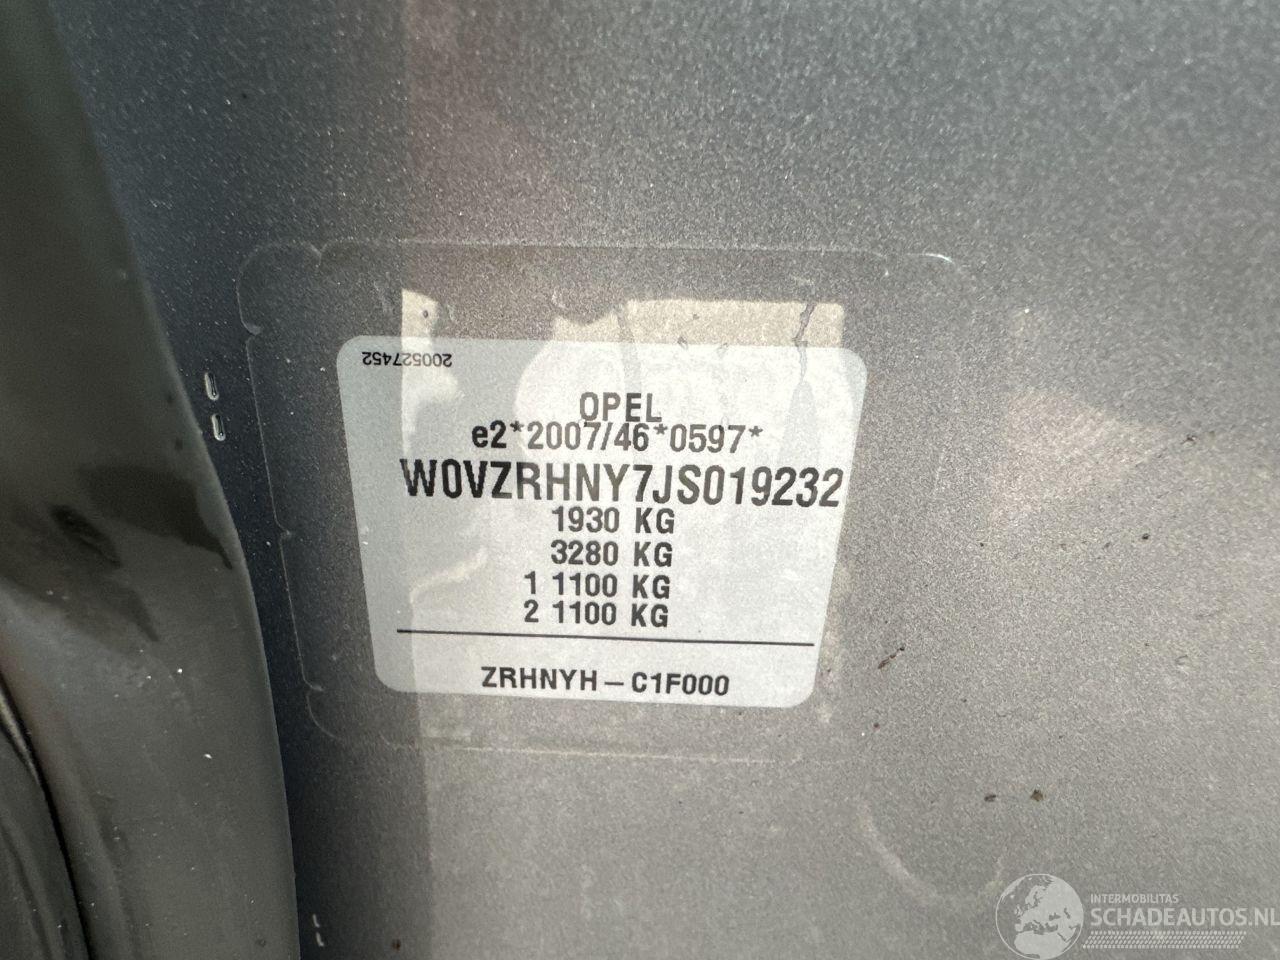 200527452
OPEL
e2*2007/46*0597*
W0VZRHNY7JS019232
1930 KG
3280 KG
1 1100 KG
2 1100 KG
ZRHNYH – C1F000
INTERMOBILITAS
SCHADEAUTOS.NL